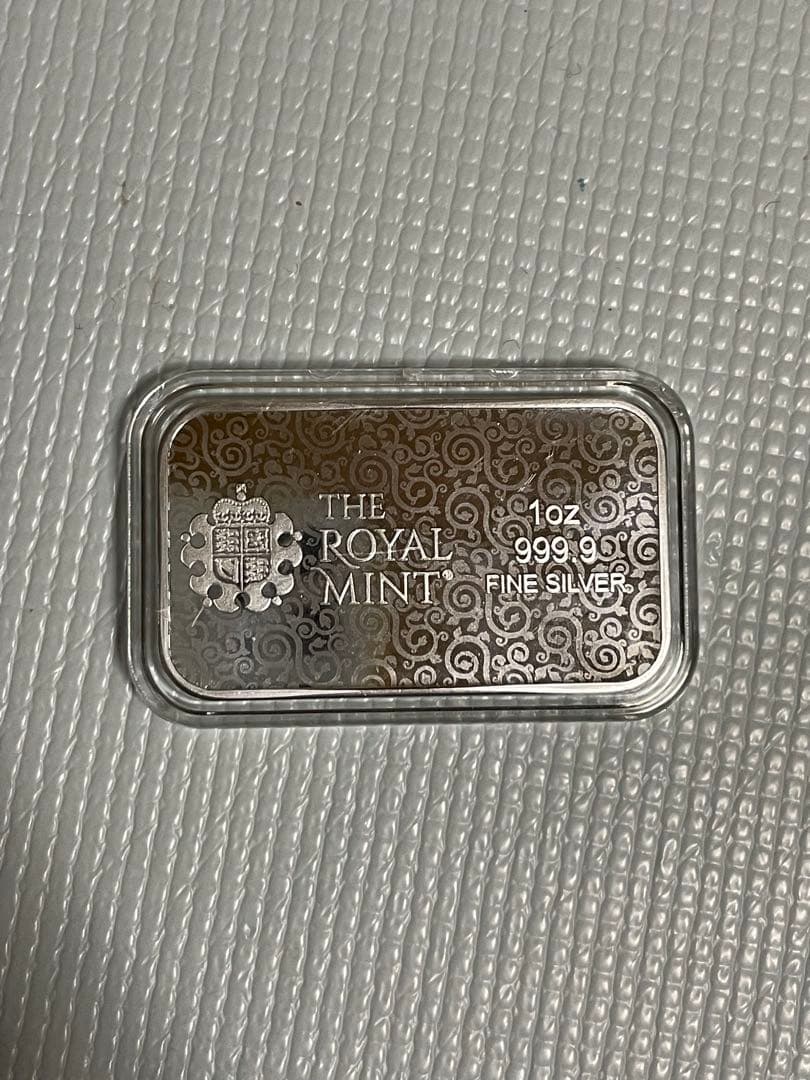 THE
ROYAL
MINT®
1oz
999.9
FINE SILVER